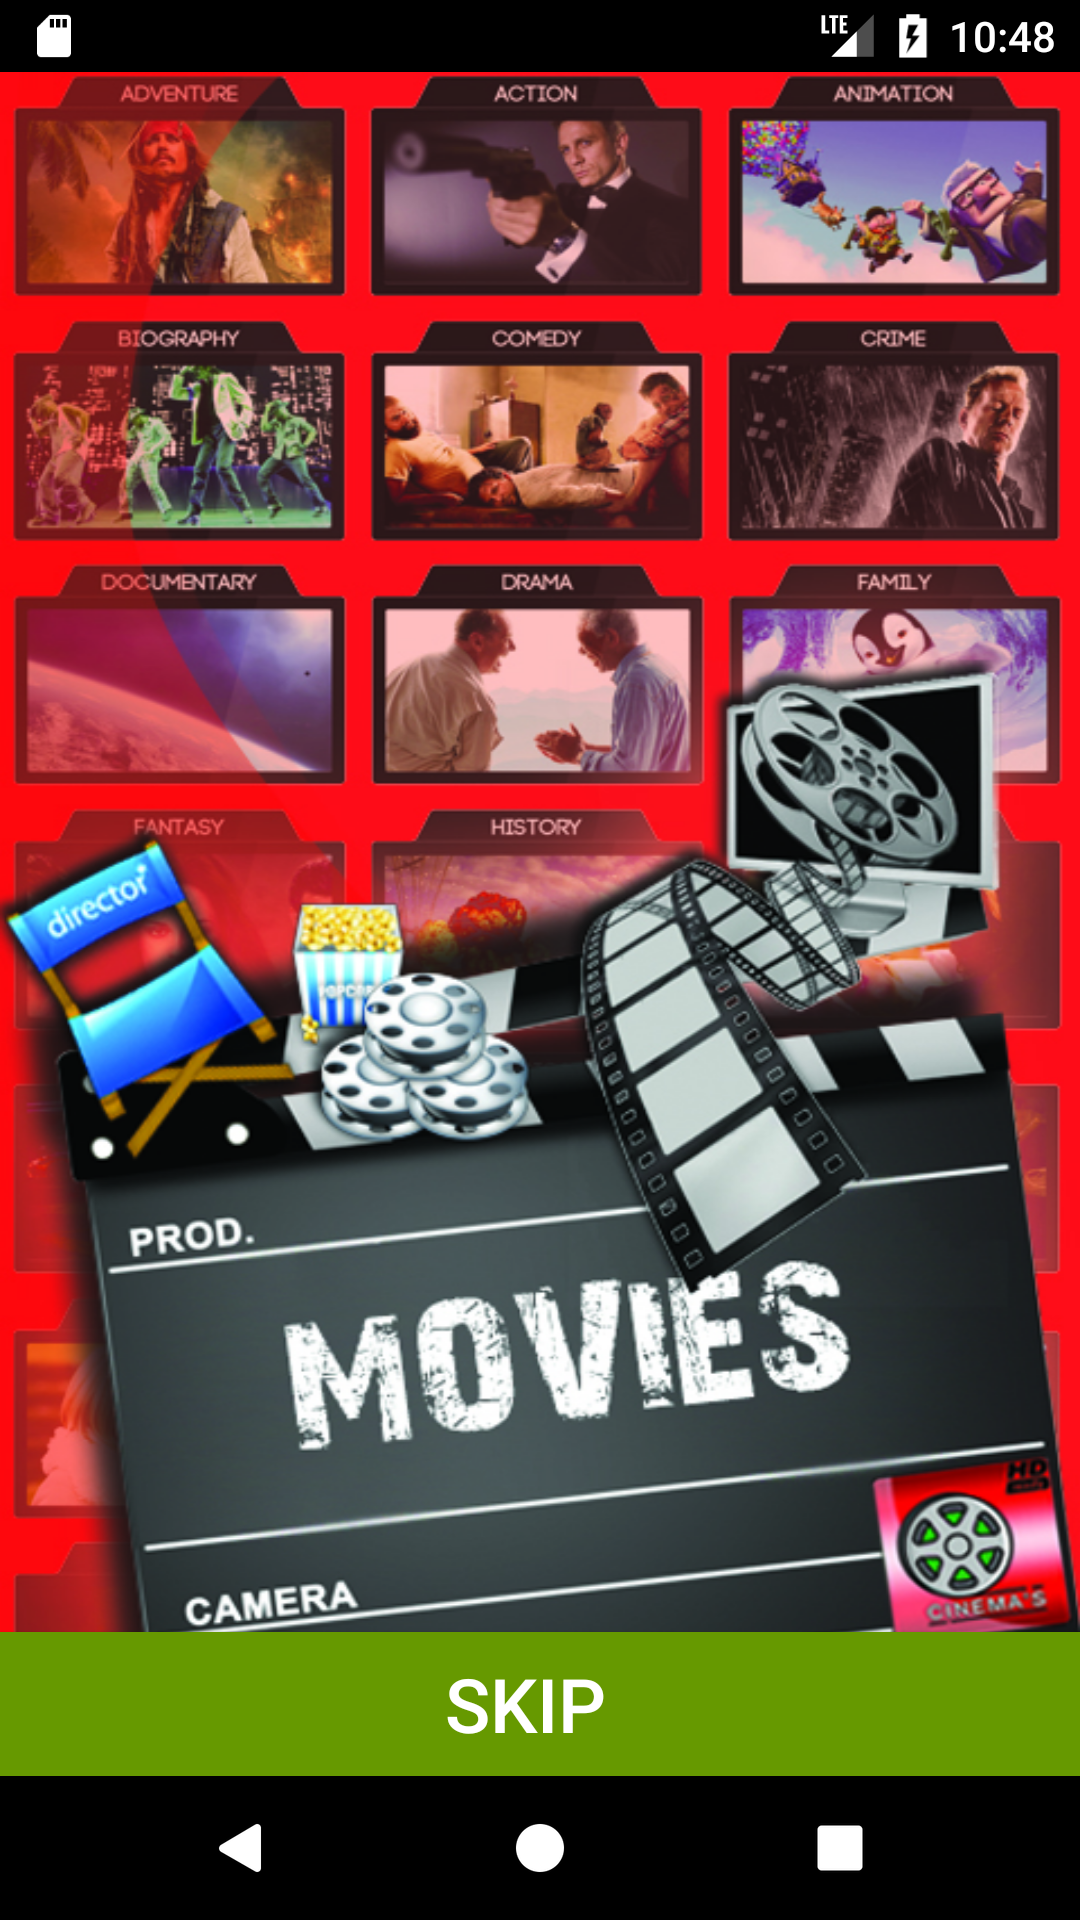 LTE 10:48
ADVENTURE ACTION ANIMATION
BIOGRAPHY COMEDY CRIME
DOCUMENTARY DRAMA FAMILY
FANTASY HISTORY
director
POPCORN
PROD.
MOVIES
HD
CAMERA
CINEMA'S
SKIP